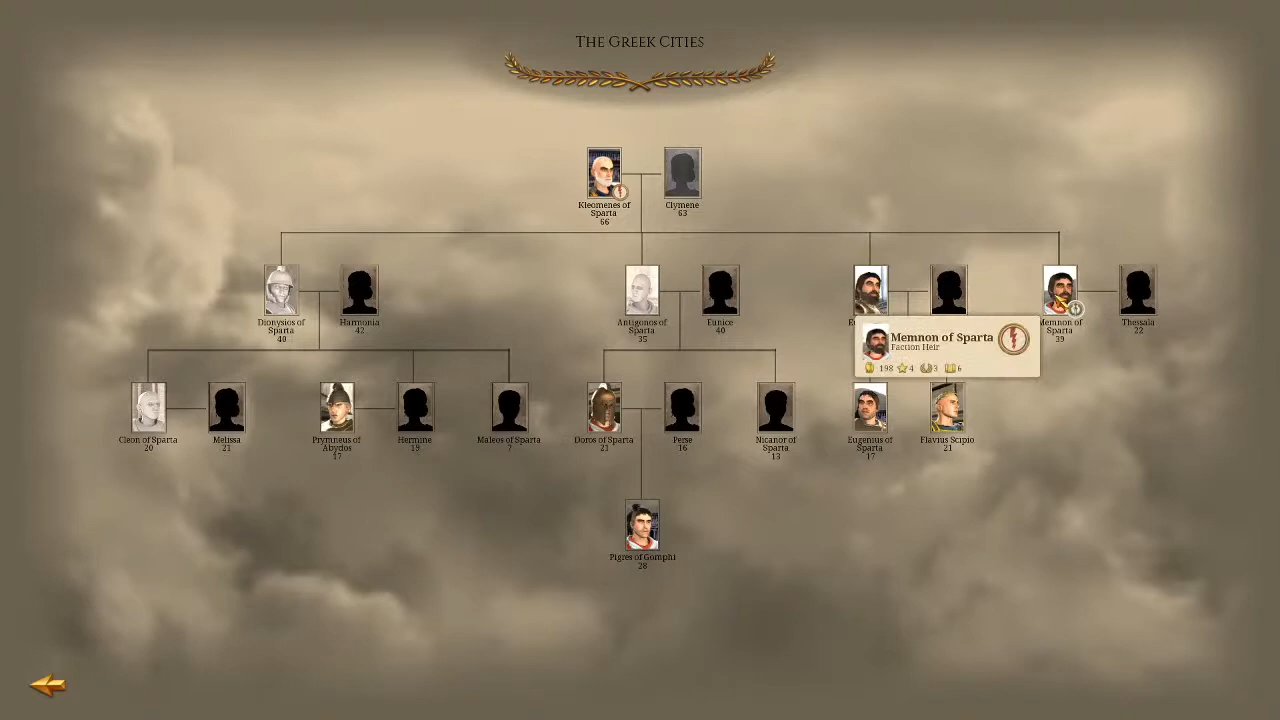 THE GREEK CITIES
Kleomenes of
Sparta
66
Clymene
63
Dionysios of
Sparta
40
Harmonia
42
Antigonos of
Sparta
35
Eunice
40
Memnon of
Sparta
39
Thessala
22
Memnon of Sparta
Faction Heir
198 4 3 6
Cleon of Sparta
20
Melissa
21
Prymneus of
Abydos
17
Hermine
19
Maleos of Sparta
7
Doros of Sparta
21
Perse
16
Nicanor of
Sparta
13
Eugenius of
Sparta
17
Flavius Scipio
21
Pigres of Gomphi
28